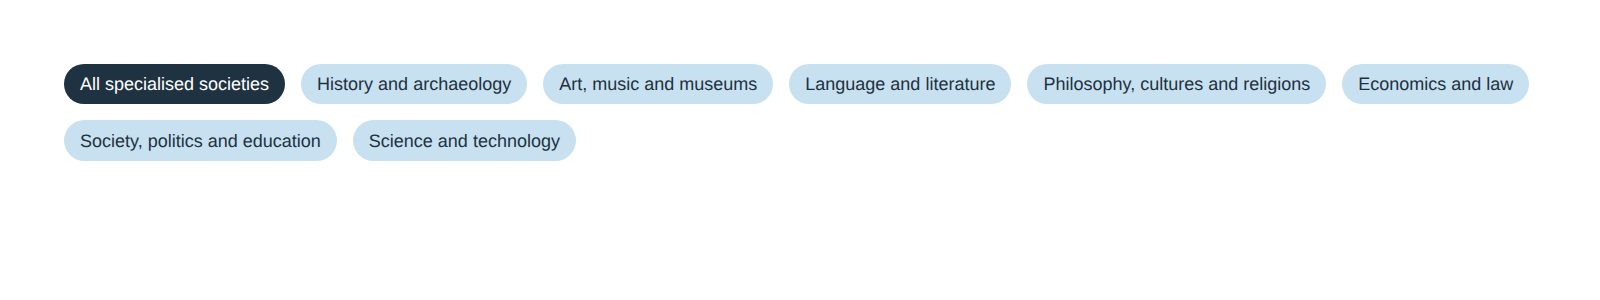 All specialised societies History and archaeology Art, music and museums Language and literature Philosophy, cultures and religions Economics and law
Society, politics and education Science and technology